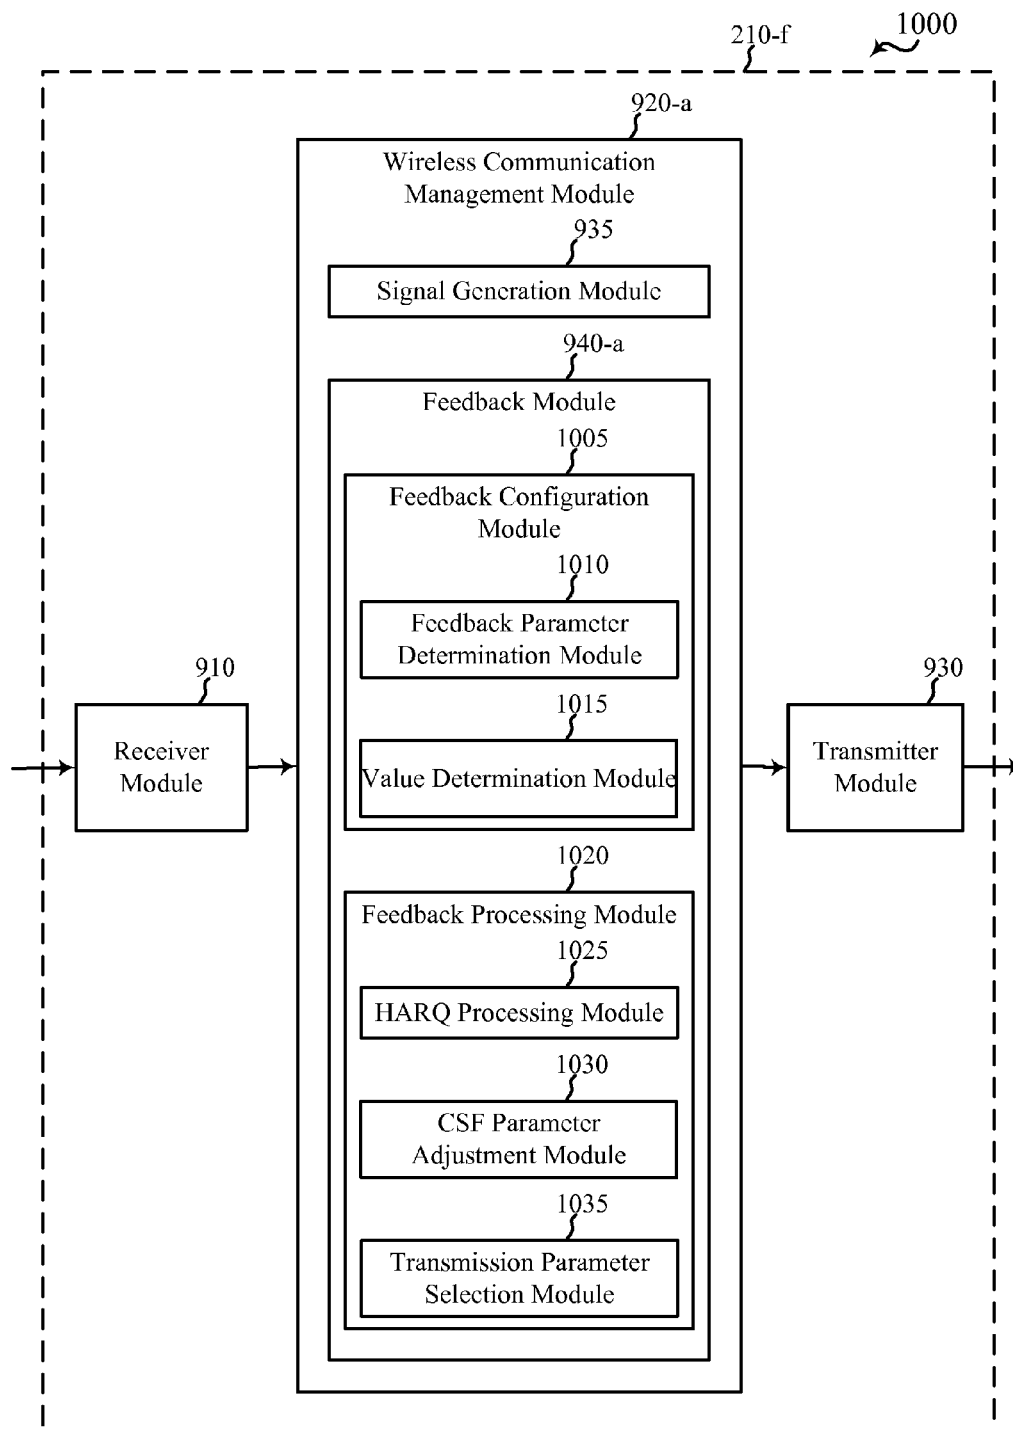 1000
210-f
920-a
Wireless Communication
Management Module
935
Signal Generation Module
940-a
Feedback Module
1005
Feedback Configuration
Module
1010
Feedback Parameter
Determination Module
1015
Value Determination Module
910
Receiver
Module
930
Transmitter
Module
1020
Feedback Processing Module
1025
HARQ Processing Module
1030
CSF Parameter
Adjustment Module
1035
Transmission Parameter
Selection Module